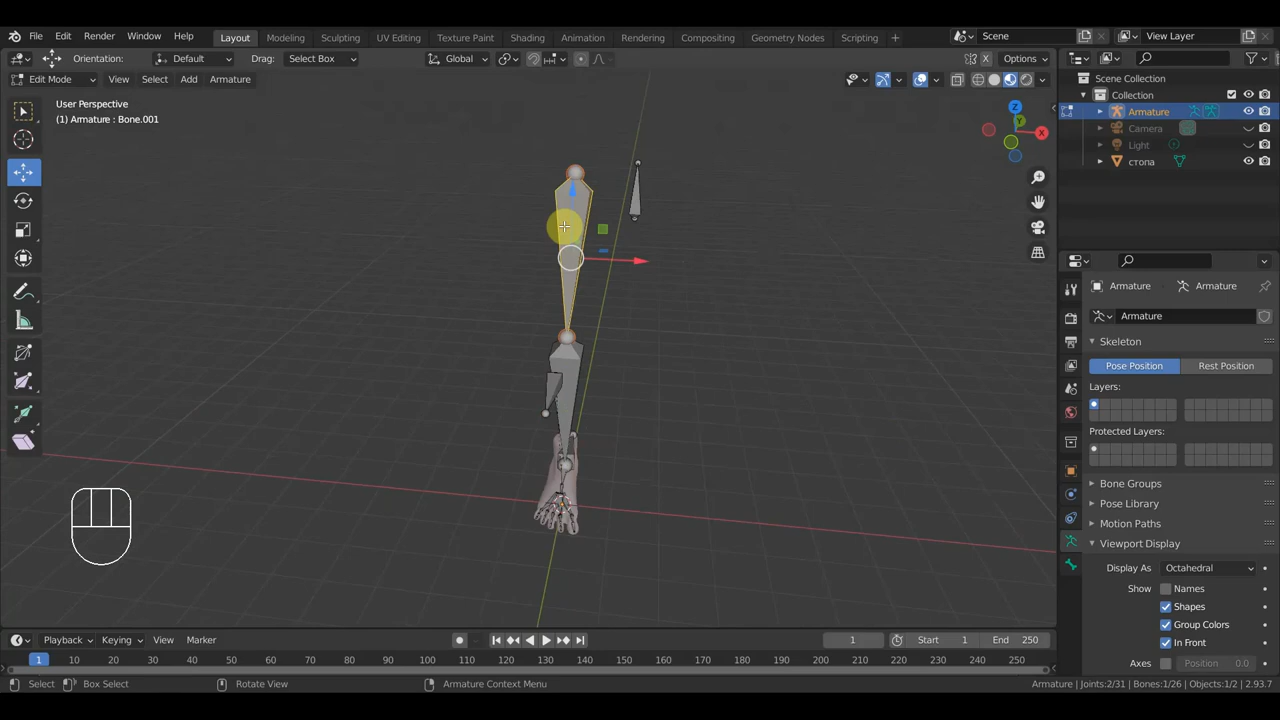 File Edit Render Window Help
Layout Modeling Sculpting UV Editing Texture Paint Shading Animation Rendering Compositing Geometry Nodes Scripting +
Scene
View Layer
Orientation: Default Drag: Select Box Global Options
Edit Mode View Select Add Armature
User Perspective
(1) Armature : Bone.001
Z
Y
X
Scene Collection
Collection
Armature
Camera
Light
стопа
Armature Armature
Armature
Skeleton
Pose Position Rest Position
Layers:
Protected Layers:
Bone Groups
Pose Library
Motion Paths
Viewport Display
Display As Octahedral
Show Names
Shapes
Group Colors
In Front
Axes Position 0.0
Playback Keying View Marker 1 Start 1 End 250
1 10 20 30 40 50 60 70 80 90 100 110 120 130 140 150 160 170 180 190 200 210 220 230 240 250
Select Box Select Rotate View Armature Context Menu Armature | Joints:2/31 | Bones:1/26 | Objects:1/2 | 2.93.7